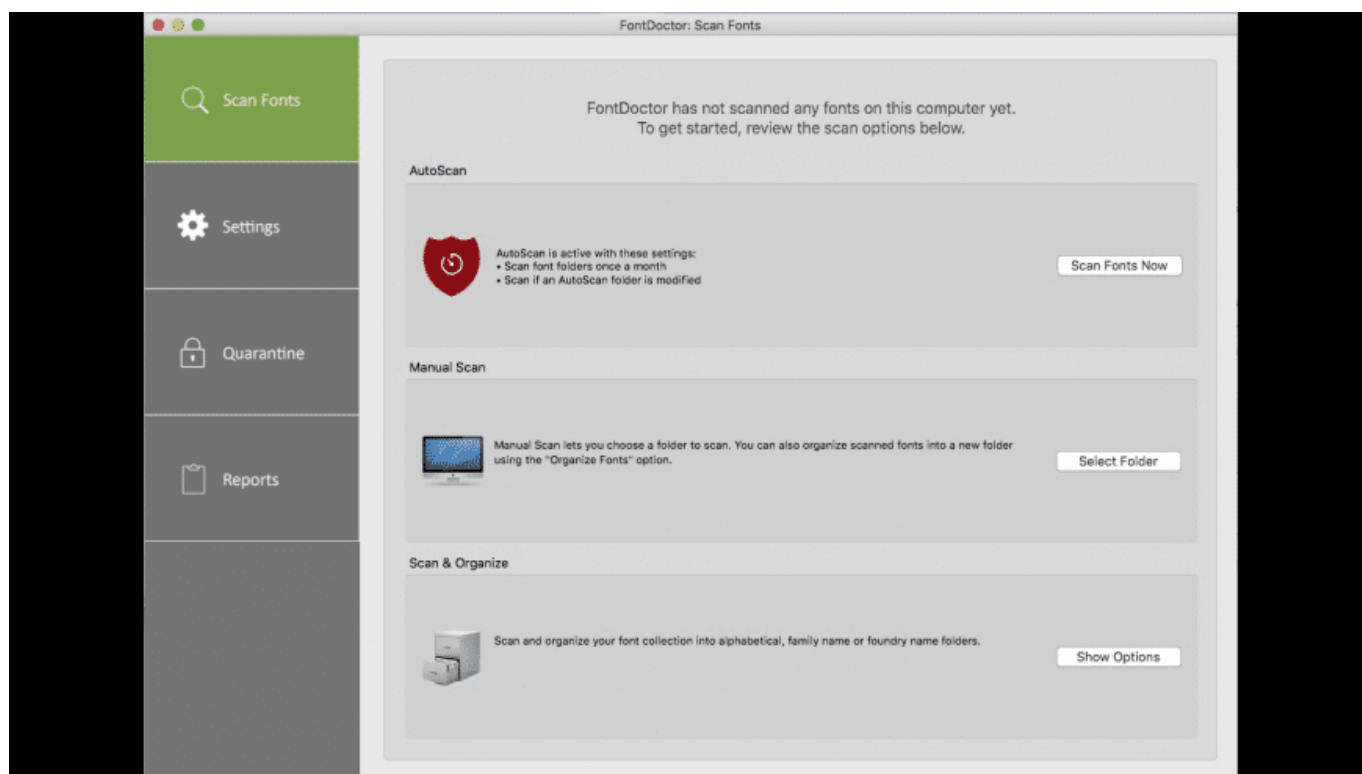 FontDoctor: Scan Fonts
Scan Fonts
Settings
Quarantine
Reports
FontDoctor has not scanned any fonts on this computer yet.
To get started, review the scan options below.
AutoScan
AutoScan is active with these settings:
• Scan font folders once a month
• Scan if an AutoScan folder is modified
Scan Fonts Now
Manual Scan
Manual Scan lets you choose a folder to scan. You can also organize scanned fonts into a new folder
using the "Organize Fonts" option.
Select Folder
Scan & Organize
Scan and organize your font collection into alphabetical, family name or foundry name folders.
Show Options